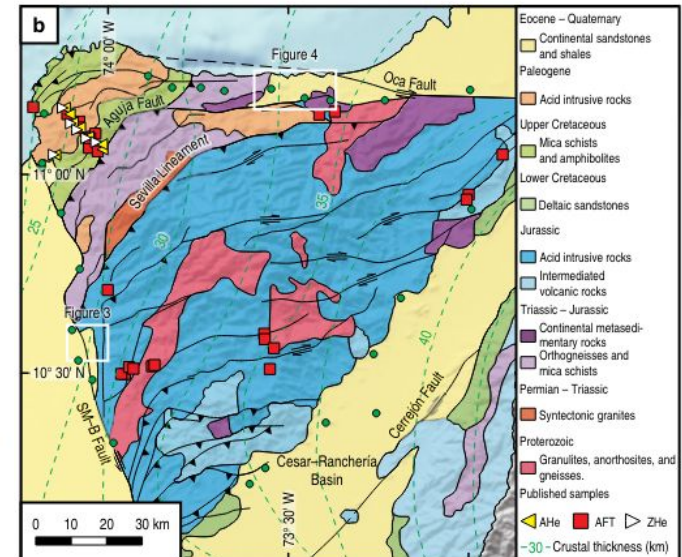 b
74° 00' W
Figure 4
Oca Fault
Aguja Fault
11° 00' N
Sevilla Lineament
25
30
35
Figure 3
10° 30' N
40
SM–B Fault
Cerrejón Fault
Cesar–Ranchería
Basin
73° 30' W
0 10 20 30 km
Eocene – Quaternary
Continental sandstones
and shales
Paleogene
Acid intrusive rocks
Upper Cretaceous
Mica schists
and amphibolites
Lower Cretaceous
Deltaic sandstones
Jurassic
Acid intrusive rocks
Intermediated
volcanic rocks
Triassic – Jurassic
Continental metasedi-
mentary rocks
Orthogneisses and
mica schists
Permian – Triassic
Syntectonic granites
Proterozoic
Granulites, anorthosites, and
gneisses.
Published samples
AHe AFT ZHe
–30 – Crustal thickness (km)